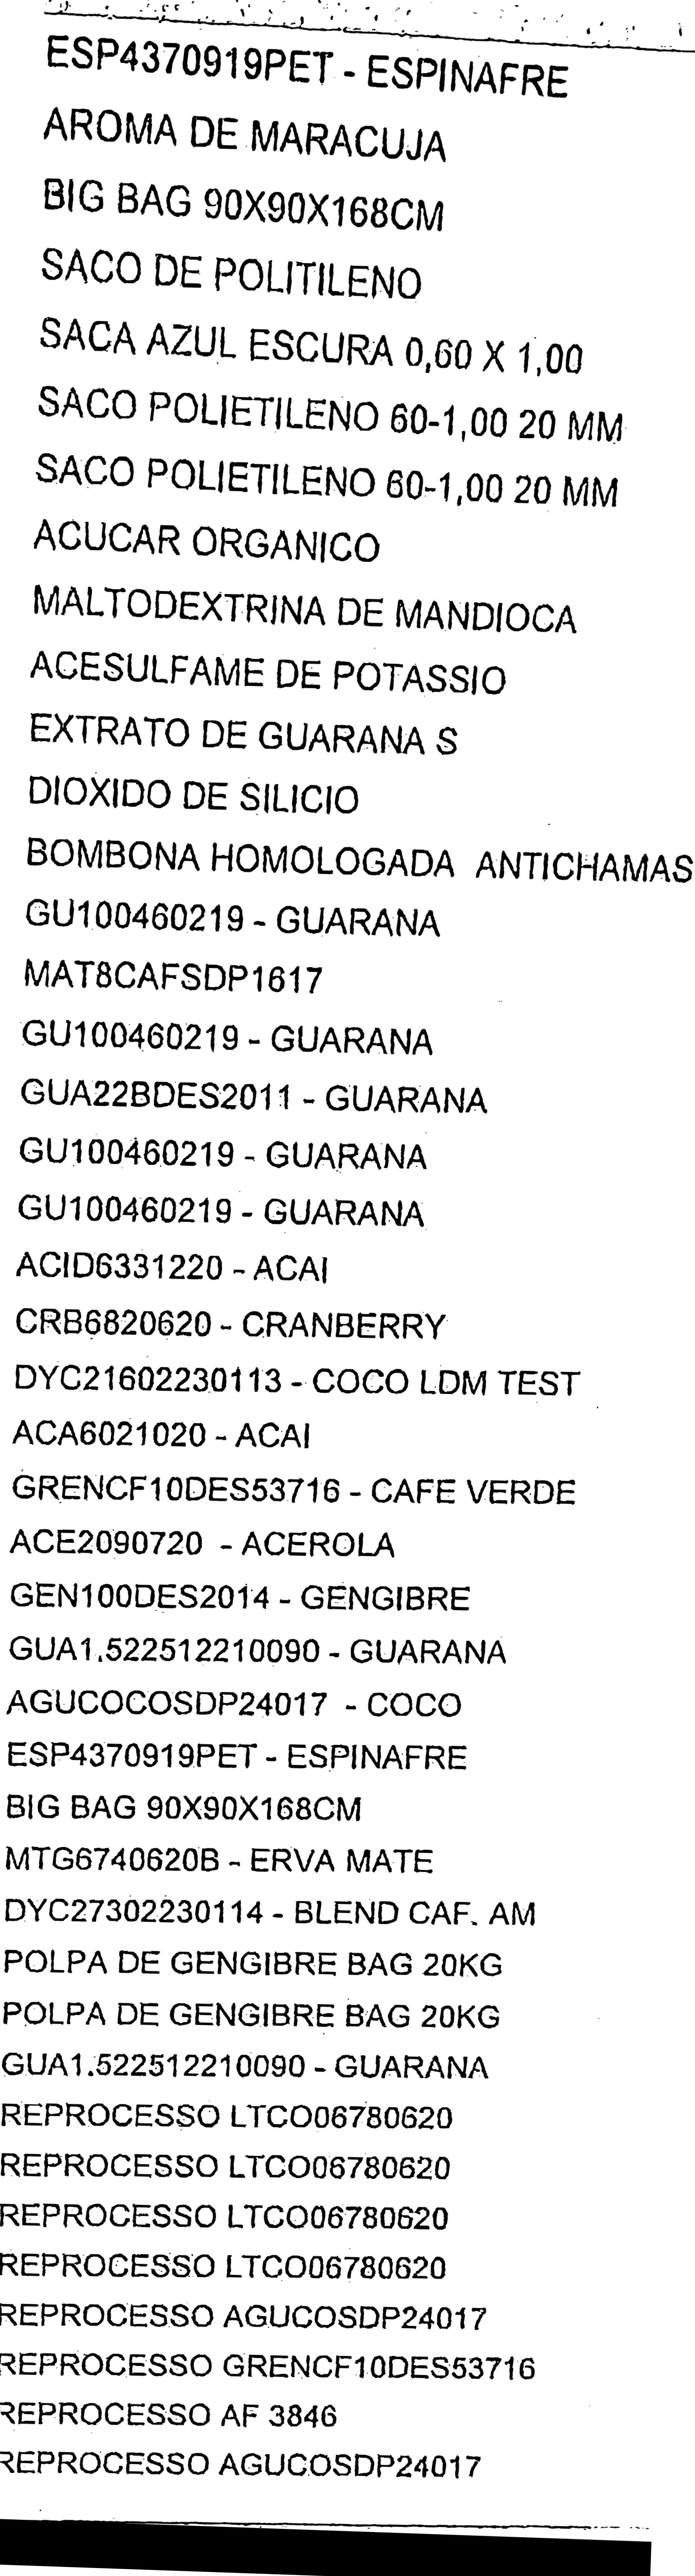 ESP4370919PET - ESPINAFRE
AROMA DE MARACUJA
BIG BAG 90X90X168CM
SACO DE POLITILENO
SACA AZUL ESCURA 0,60 X 1,00
SACO POLIETILENO 60-1,00 20 MM
SACO POLIETILENO 60-1,00 20 MM
ACUCAR ORGANICO
MALTODEXTRINA DE MANDIOCA
ACESULFAME DE POTASSIO
EXTRATO DE GUARANA S
DIOXIDO DE SILICIO
BOMBONA HOMOLOGADA ANTICHAMAS
GU100460219 - GUARANA
MAT8CAFSDP1617
GU100460219 - GUARANA
GUA22BDES2011 - GUARANA
GU100460219 - GUARANA
GU100460219 - GUARANA
ACID6331220 - ACAI
CRB6820620 - CRANBERRY
DYC21602230113 - COCO LDM TEST
ACA6021020 - ACAI
GRENCF10DES53716 - CAFE VERDE
ACE2090720 - ACEROLA
GEN100DES2014 - GENGIBRE
GUA1.522512210090 - GUARANA
AGUCOCOSDP24017 - COCO
ESP4370919PET - ESPINAFRE
BIG BAG 90X90X168CM
MTG6740620B - ERVA MATE
DYC27302230114 - BLEND CAF. AM
POLPA DE GENGIBRE BAG 20KG
POLPA DE GENGIBRE BAG 20KG
GUA1.522512210090 - GUARANA
REPROCESSO LTCO06780620
REPROCESSO LTCO06780620
REPROCESSO LTCO06780620
REPROCESSO LTCO06780620
REPROCESSO AGUCOSDP24017
REPROCESSO GRENCF10DES53716
REPROCESSO AF 3846
REPROCESSO AGUCOSDP24017